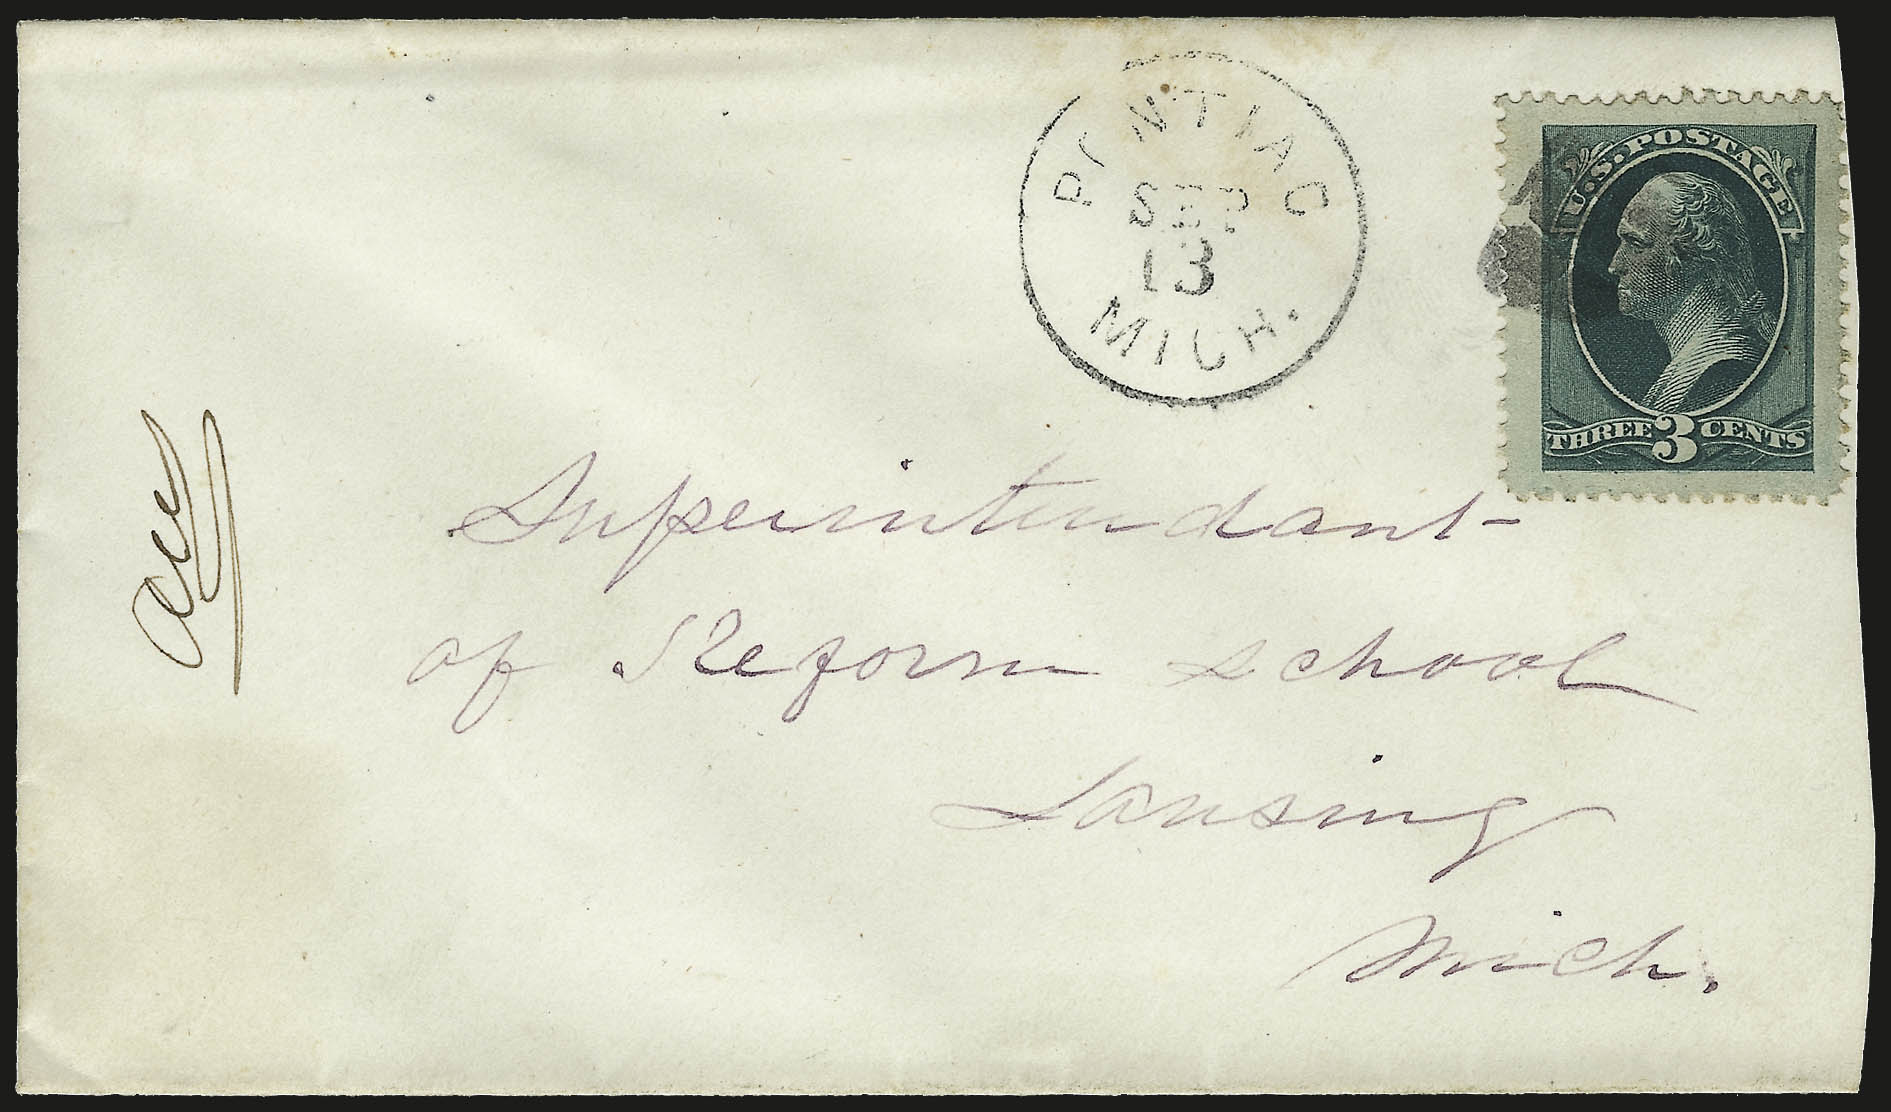 PONTIAC
SEP
13
MICH.
U.S. POSTAGE
THREE 3 CENTS
Superintendant
of Reform school
Lansing
Mich.